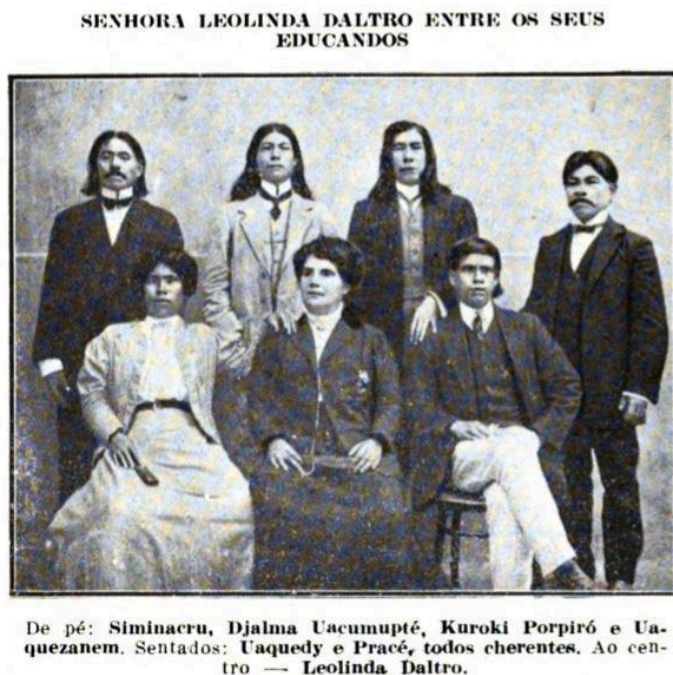 SENHORA LEOLINDA DALTRO ENTRE OS SEUS
EDUCANDOS
De pé: Siminacru, Djalma Uacumupté, Kuroki Porpiró e Ua-
quezanem. Sentados: Uaquedy e Pracé, todos cherentes. Ao cen-
tro — Leolinda Daltro.